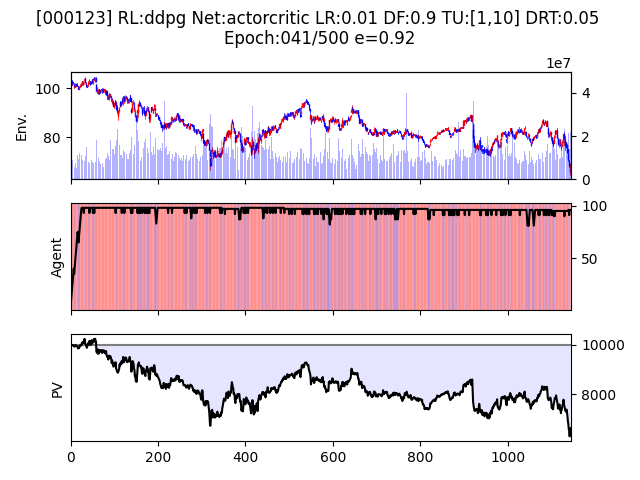 [000123] RL:ddpg Net:actorcritic LR:0.01 DF:0.9 TU:[1,10] DRT:0.05
Epoch:041/500 e=0.92
1e7
100
80
Env.
4
2
0
Agent
100
50
PV
10000
8000
0
200
400
600
800
1000